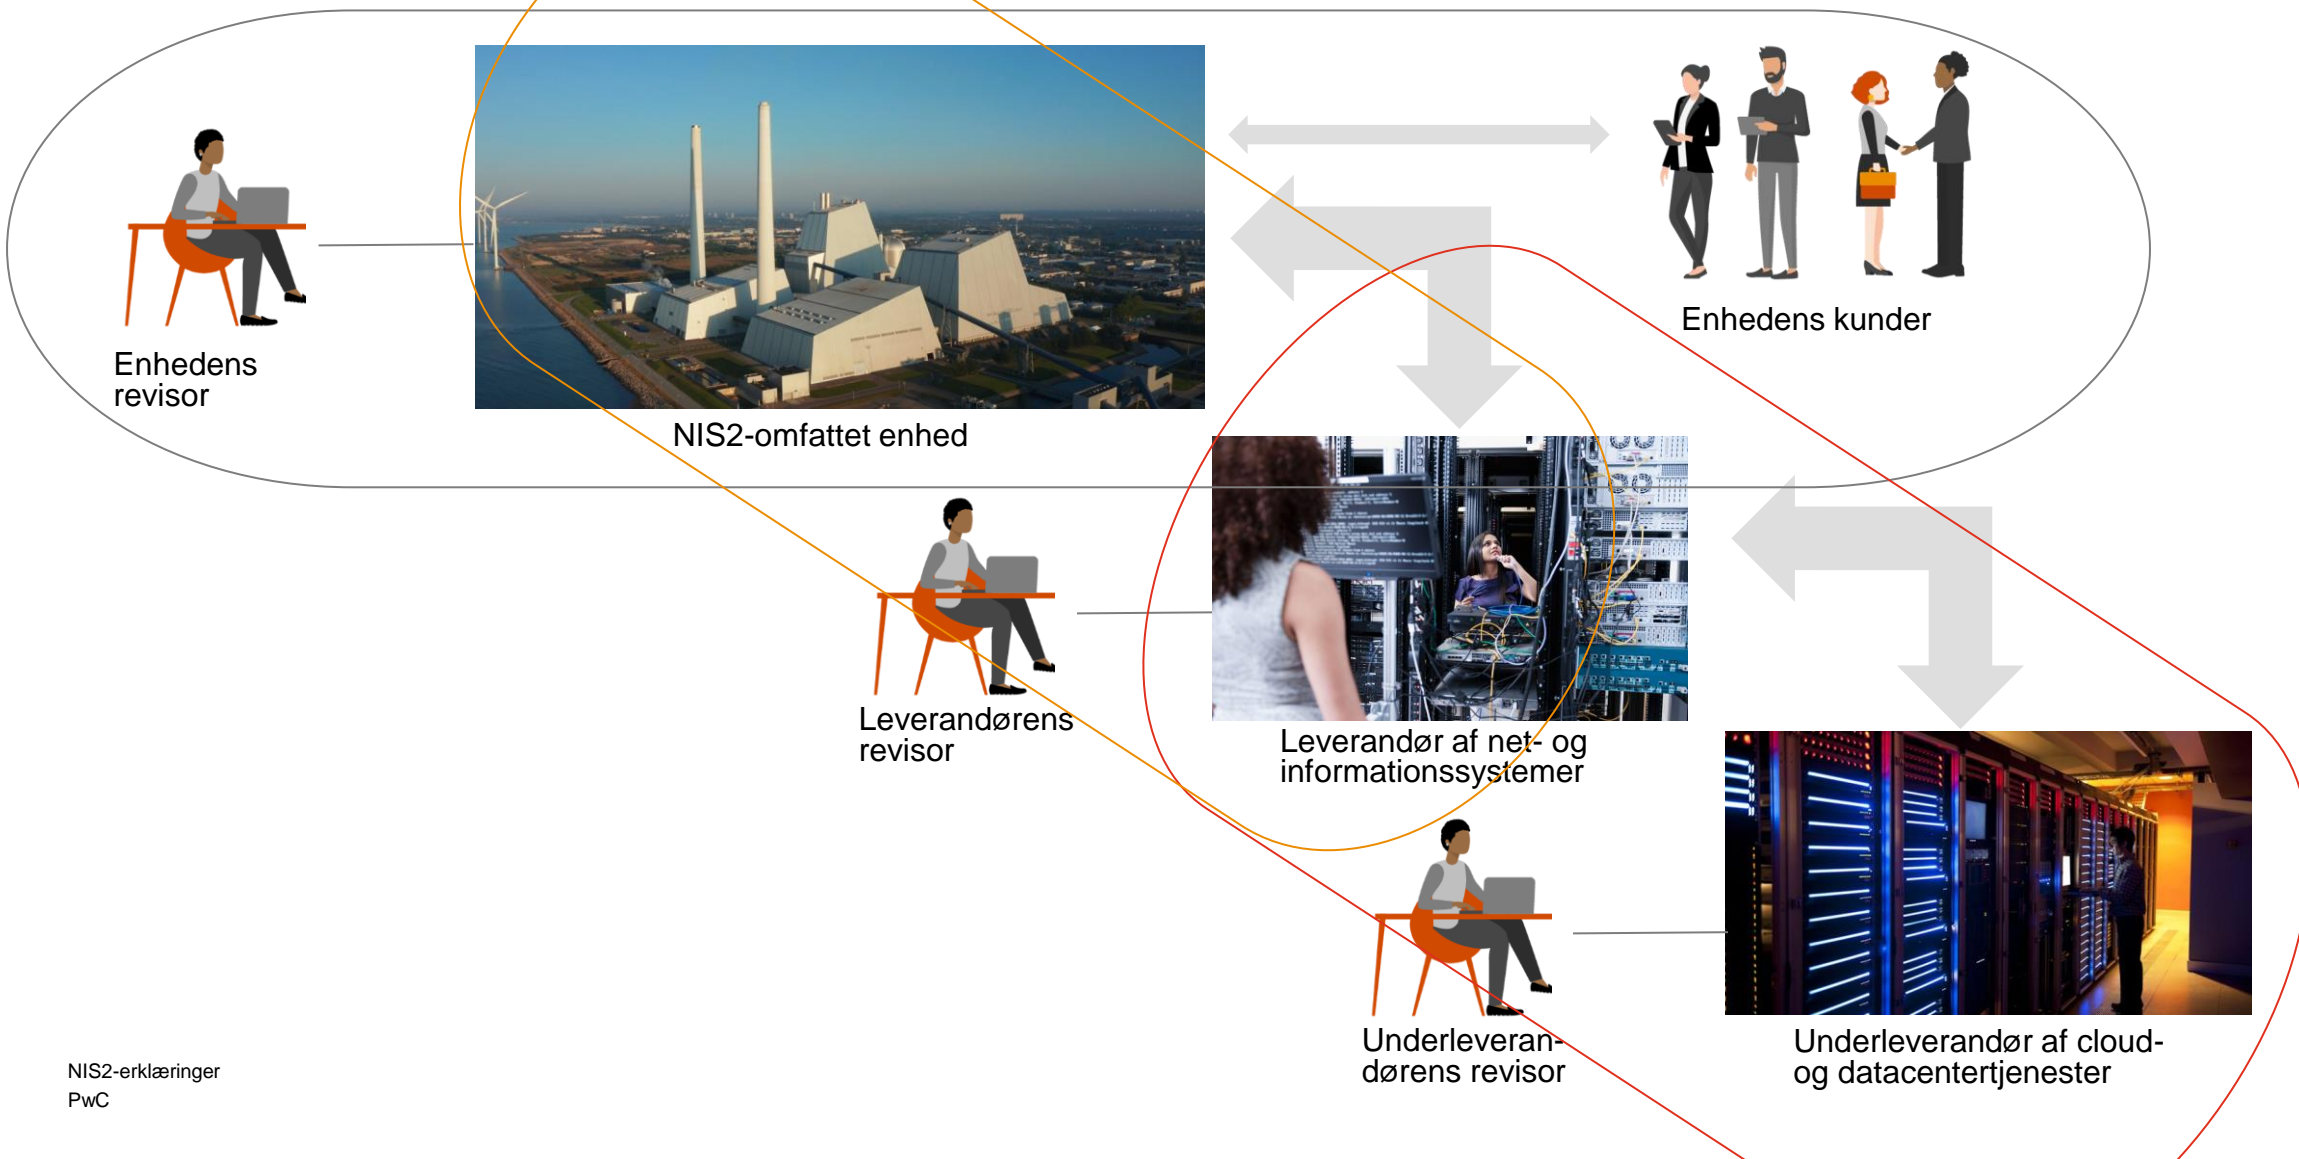 Enhedens kunder
Enhedens
revisor
NIS2-omfattet enhed
Leverandørens
revisor
Leverandør af net- og
informationssystemer
Underleveran-
dørens revisor
Underleverandør af cloud-
og datacentertjenester
NIS2-erklæringer
PwC